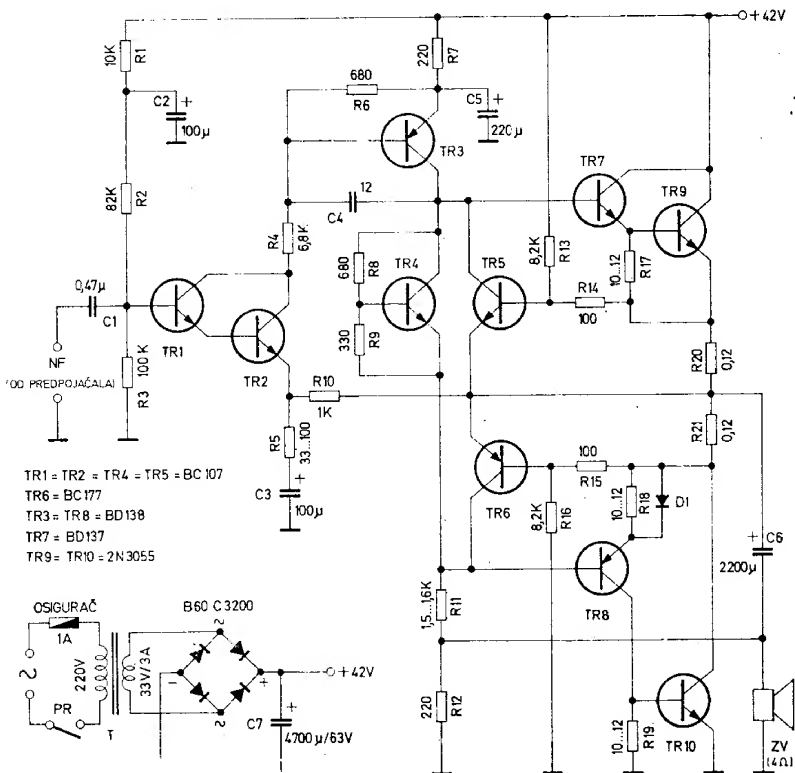 +42V
10K
R1
C2
+
100µ
82K
R2
0,47µ
C1
NF
(OD PREDPOJAČALA)
100 K
R3
TR1
TR2
R4
6,8K
680
R6
220
R7
C5
+
220µ
TR3
12
C4
680
R8
330
R9
TR4
TR5
8,2K
R13
R14
100
TR7
TR9
10...12
R17
R20
0,12
R21
0,12
R10
1K
R5
33...100
C3
+
100µ
TR6
100
R15
8,2K
R16
10...12
R18
D1
TR8
C6
+
2200µ
1,5...1,6K
R11
220
R12
10...12
R19
TR10
ZV
(4Ω)
TR1 = TR2 = TR4 = TR5 = BC107
TR6 = BC177
TR3 = TR8 = BD138
TR7 = BD137
TR9 = TR10 = 2N3055
OSIGURAČ
1A
220V
PR
T
33V/3A
B60 C3200
-
+
+42V
+
C7
4700µ/63V